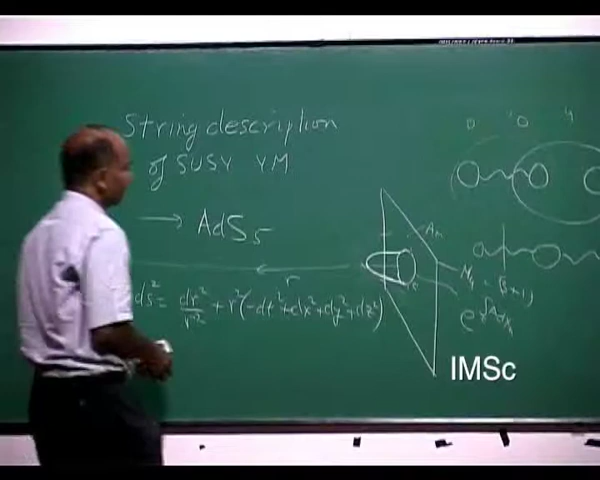 String description
of SUSY YM
→ AdS₅
r
ds² = dr²/r² + r²(-dt²+dx²+dy²+dz²)
IMSc